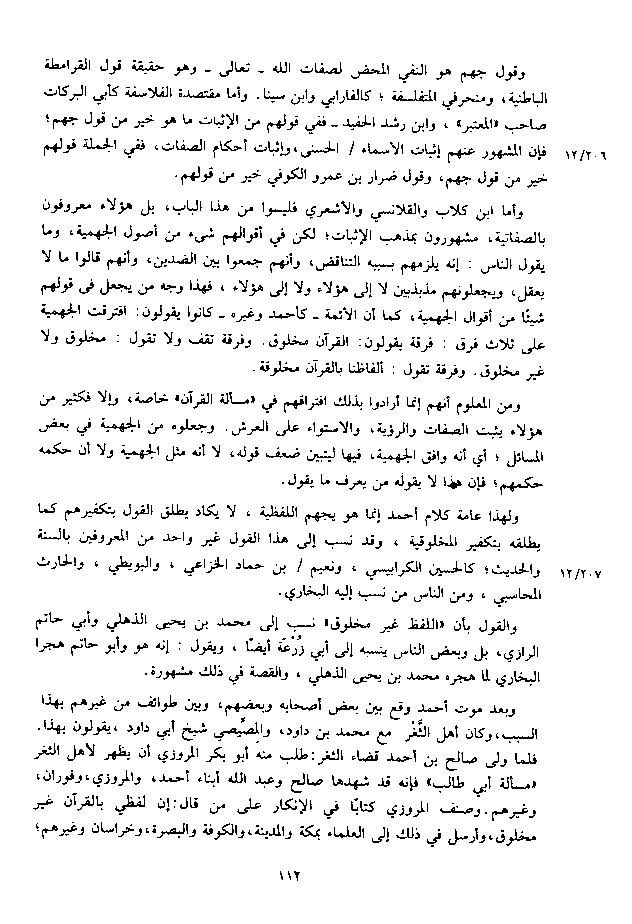 وقول جهم هو النفي المحض لصفات الله ـ تعالى ـ وهو حقيقة قول القرامطة
الباطنية، ومنحرفي المتفلسفة ؛ كالفارابي وابن سينا. وأما مقتصدة الفلاسفة كأبي البركات
صاحب «المعتبر» ، وابن رشد الحفيد ـ ففي قولهم من الإثبات ما هو خير من قول جهم؛
١٢/٢٠٦ فإن المشهور عنهم إثبات الأسماء / الحسنى،وإثبات أحكام الصفات، ففي الجملة قولهم
خير من قول جهم، وقول ضرار بن عمرو الكوفي خير من قولهم.
وأما ابن كلاب والقلانسي والأشعري فليسوا من هذا الباب، بل هؤلاء معروفون
بالصفاتية، مشهورون بمذهب الإثبات؛ لكن في أقوالهم شيء من أصول الجهمية، وما
يقول الناس : إنه يلزمهم بسببه التناقض، وأنهم جمعوا بين الضدين، وأنهم قالوا ما لا
يعقل، ويجعلونهم مذبذبين لا إلى هؤلاء ولا إلى هؤلاء ، فهذا وجه من يجعل فى قولهم
شيئًا من أقوال الجهمية، كما أن الأئمة ـ كأحمد وغيره ـ كانوا يقولون: افترقت الجهمية
على ثلاث فرق : فرقة يقولون: القرآن مخلوق. وفرقة تقف ولا تقول : مخلوق ولا
غير مخلوق. وفرقة تقول : ألفاظنا بالقرآن مخلوقة.
ومن المعلوم أنهم إنما أرادوا بذلك افتراقهم في «مسألة القرآن» خاصة، وإلا فكثير من
هؤلاء يثبت الصفات والرؤية، والاستواء على العرش. وجعلوه من الجهمية في بعض
المسائل ؛ أي أنه وافق الجهمية، فيها ليتبين ضعف قوله، لا أنه مثل الجهمية ولا أن حكمه
حكمهم؛ فإن هذا لا يقوله من يعرف ما يقول.
ولهذا عامة كلام أحمد إنما هو يجهم اللفظية ، لا يكاد يطلق القول بتكفيرهم كما
يطلقه بتكفير المخلوقية ، وقد نسب إلى هذا القول غير واحد من المعروفين بالسنة
١٢/٢٠٧ والحديث؛ كالحسين الكرابيسي ، ونعيم / بن حماد الخزاعي ، والبويطي ، والحارث
المحاسبي ، ومن الناس من نسب إليه البخاري.
والقول بأن «اللفظ غير مخلوق» نسب إلى محمد بن يحيى الذهلي وأبي حاتم
الرازي، بل وبعض الناس ينسبه إلى أبي زُرْعَة أيضًا ، ويقول : إنه هو وأبو حاتم هجرا
البخاري لما هجره محمد بن يحيى الذهلي ، والقصة في ذلك مشهورة.
وبعد موت أحمد وقع بين بعض أصحابه وبعضهم، وبين طوائف من غيرهم بهذا
السبب،وكان أهل الثَّغْر مع محمد بن داود، والمصِّيصي شيخ أبي داود ،يقولون بهذا.
فلما ولى صالح بن أحمد قضاء الثغر: طلب منه أبو بكر المروزي أن يظهر لأهل الثغر
«مسألة أبي طالب» فإنه قد شهدها صالح وعبد الله أبناء أحمد، والمروزي،وفوران،
وغيرهم.وصنف المروزي كتابًا في الإنكار على من قال:إن لفظي بالقرآن غير
مخلوق،وأرسل في ذلك إلى العلماء بمكة والمدينة،والكوفة والبصرة،وخراسان وغيرهم؛
١١٢